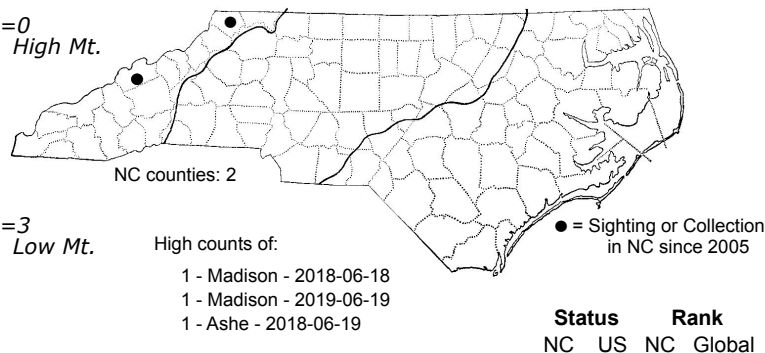 =0
High Mt.
NC counties: 2
=3
Low Mt.
High counts of:
1 - Madison - 2018-06-18
1 - Madison - 2019-06-19
1 - Ashe - 2018-06-19
● = Sighting or Collection
in NC since 2005
Status Rank
NC US NC Global